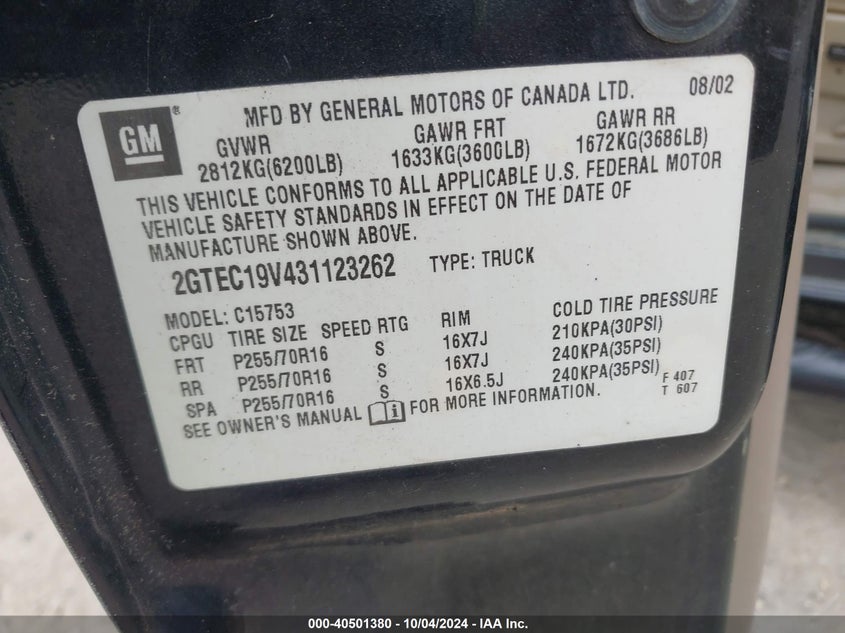 GM ® MFD BY GENERAL MOTORS OF CANADA LTD. 08/02
GVWR GAWR FRT GAWR RR
2812KG(6200LB) 1633KG(3600LB) 1672KG(3686LB)
THIS VEHICLE CONFORMS TO ALL APPLICABLE U.S. FEDERAL MOTOR
VEHICLE SAFETY STANDARDS IN EFFECT ON THE DATE OF
MANUFACTURE SHOWN ABOVE.
2GTEC19V431123262 TYPE: TRUCK
MODEL: C15753
CPGU TIRE SIZE SPEED RTG RIM COLD TIRE PRESSURE
FRT P255/70R16 S 16X7J 210KPA(30PSI)
RR P255/70R16 S 16X7J 240KPA(35PSI)
SPA P255/70R16 S 16X6.5J 240KPA(35PSI)
SEE OWNER'S MANUAL FOR MORE INFORMATION.
F 407
T 607
000-40501380 - 10/04/2024 - IAA Inc.